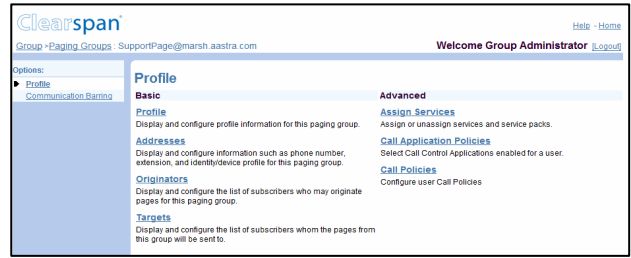 Clearspan
Help - Home
Group >Paging Groups : SupportPage@marsh.aastra.com
Welcome Group Administrator [Logout]
Options:
Profile
Communication Barring
Profile
Basic
Profile
Display and configure profile information for this paging group.
Addresses
Display and configure information such as phone number,
extension, and identity/device profile for this paging group.
Originators
Display and configure the list of subscribers who may originate
pages for this paging group.
Targets
Display and configure the list of subscribers whom the pages from
this group will be sent to.
Advanced
Assign Services
Assign or unassign services and service packs.
Call Application Policies
Select Call Control Applications enabled for a user.
Call Policies
Configure user Call Policies